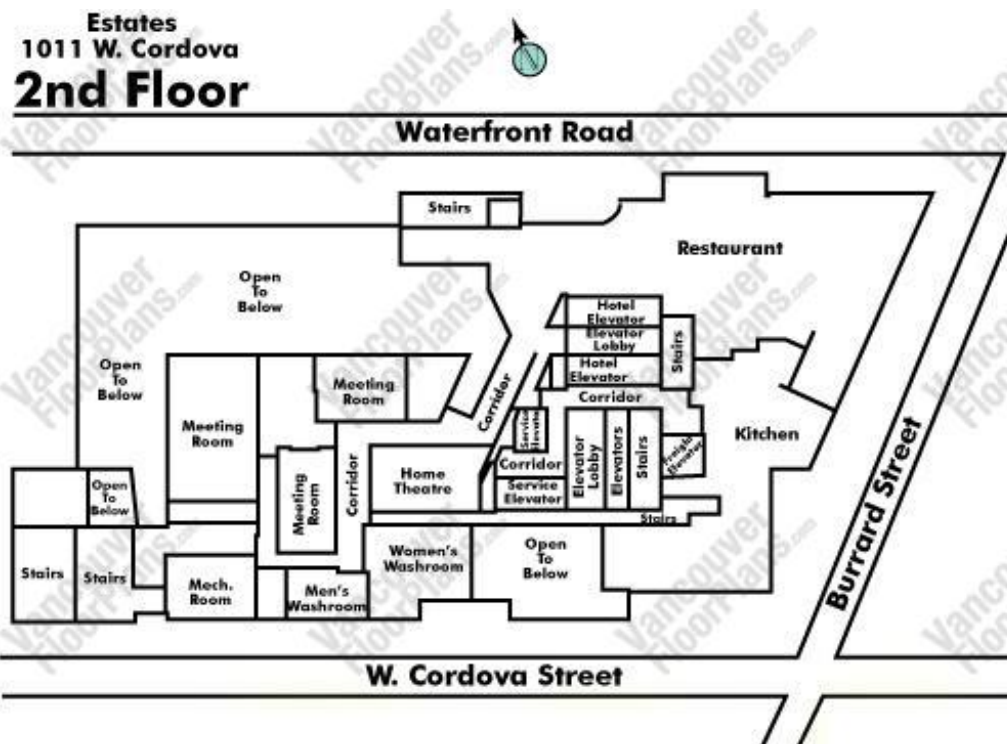 Estates
1011 W. Cordova
2nd Floor
Waterfront Road
Stairs
Restaurant
Open
To
Below
Hotel
Elevator
Elevator
Lobby
Hotel
Elevator
Stairs
Open
To
Below
Meeting
Room
Corridor
Corridor
Meeting
Room
Service
Elevator
Kitchen
Elevator
Lobby
Elevators
Stairs
Freight
Elevator
Corridor
Home
Theatre
Corridor
Service
Elevator
Meeting
Room
Open
To
Below
Stairs
Stairs
Stairs
Mech.
Room
Men's
Washroom
Women's
Washroom
Open
To
Below
Burrard Street
W. Cordova Street
Vancouver
FloorPlans.com